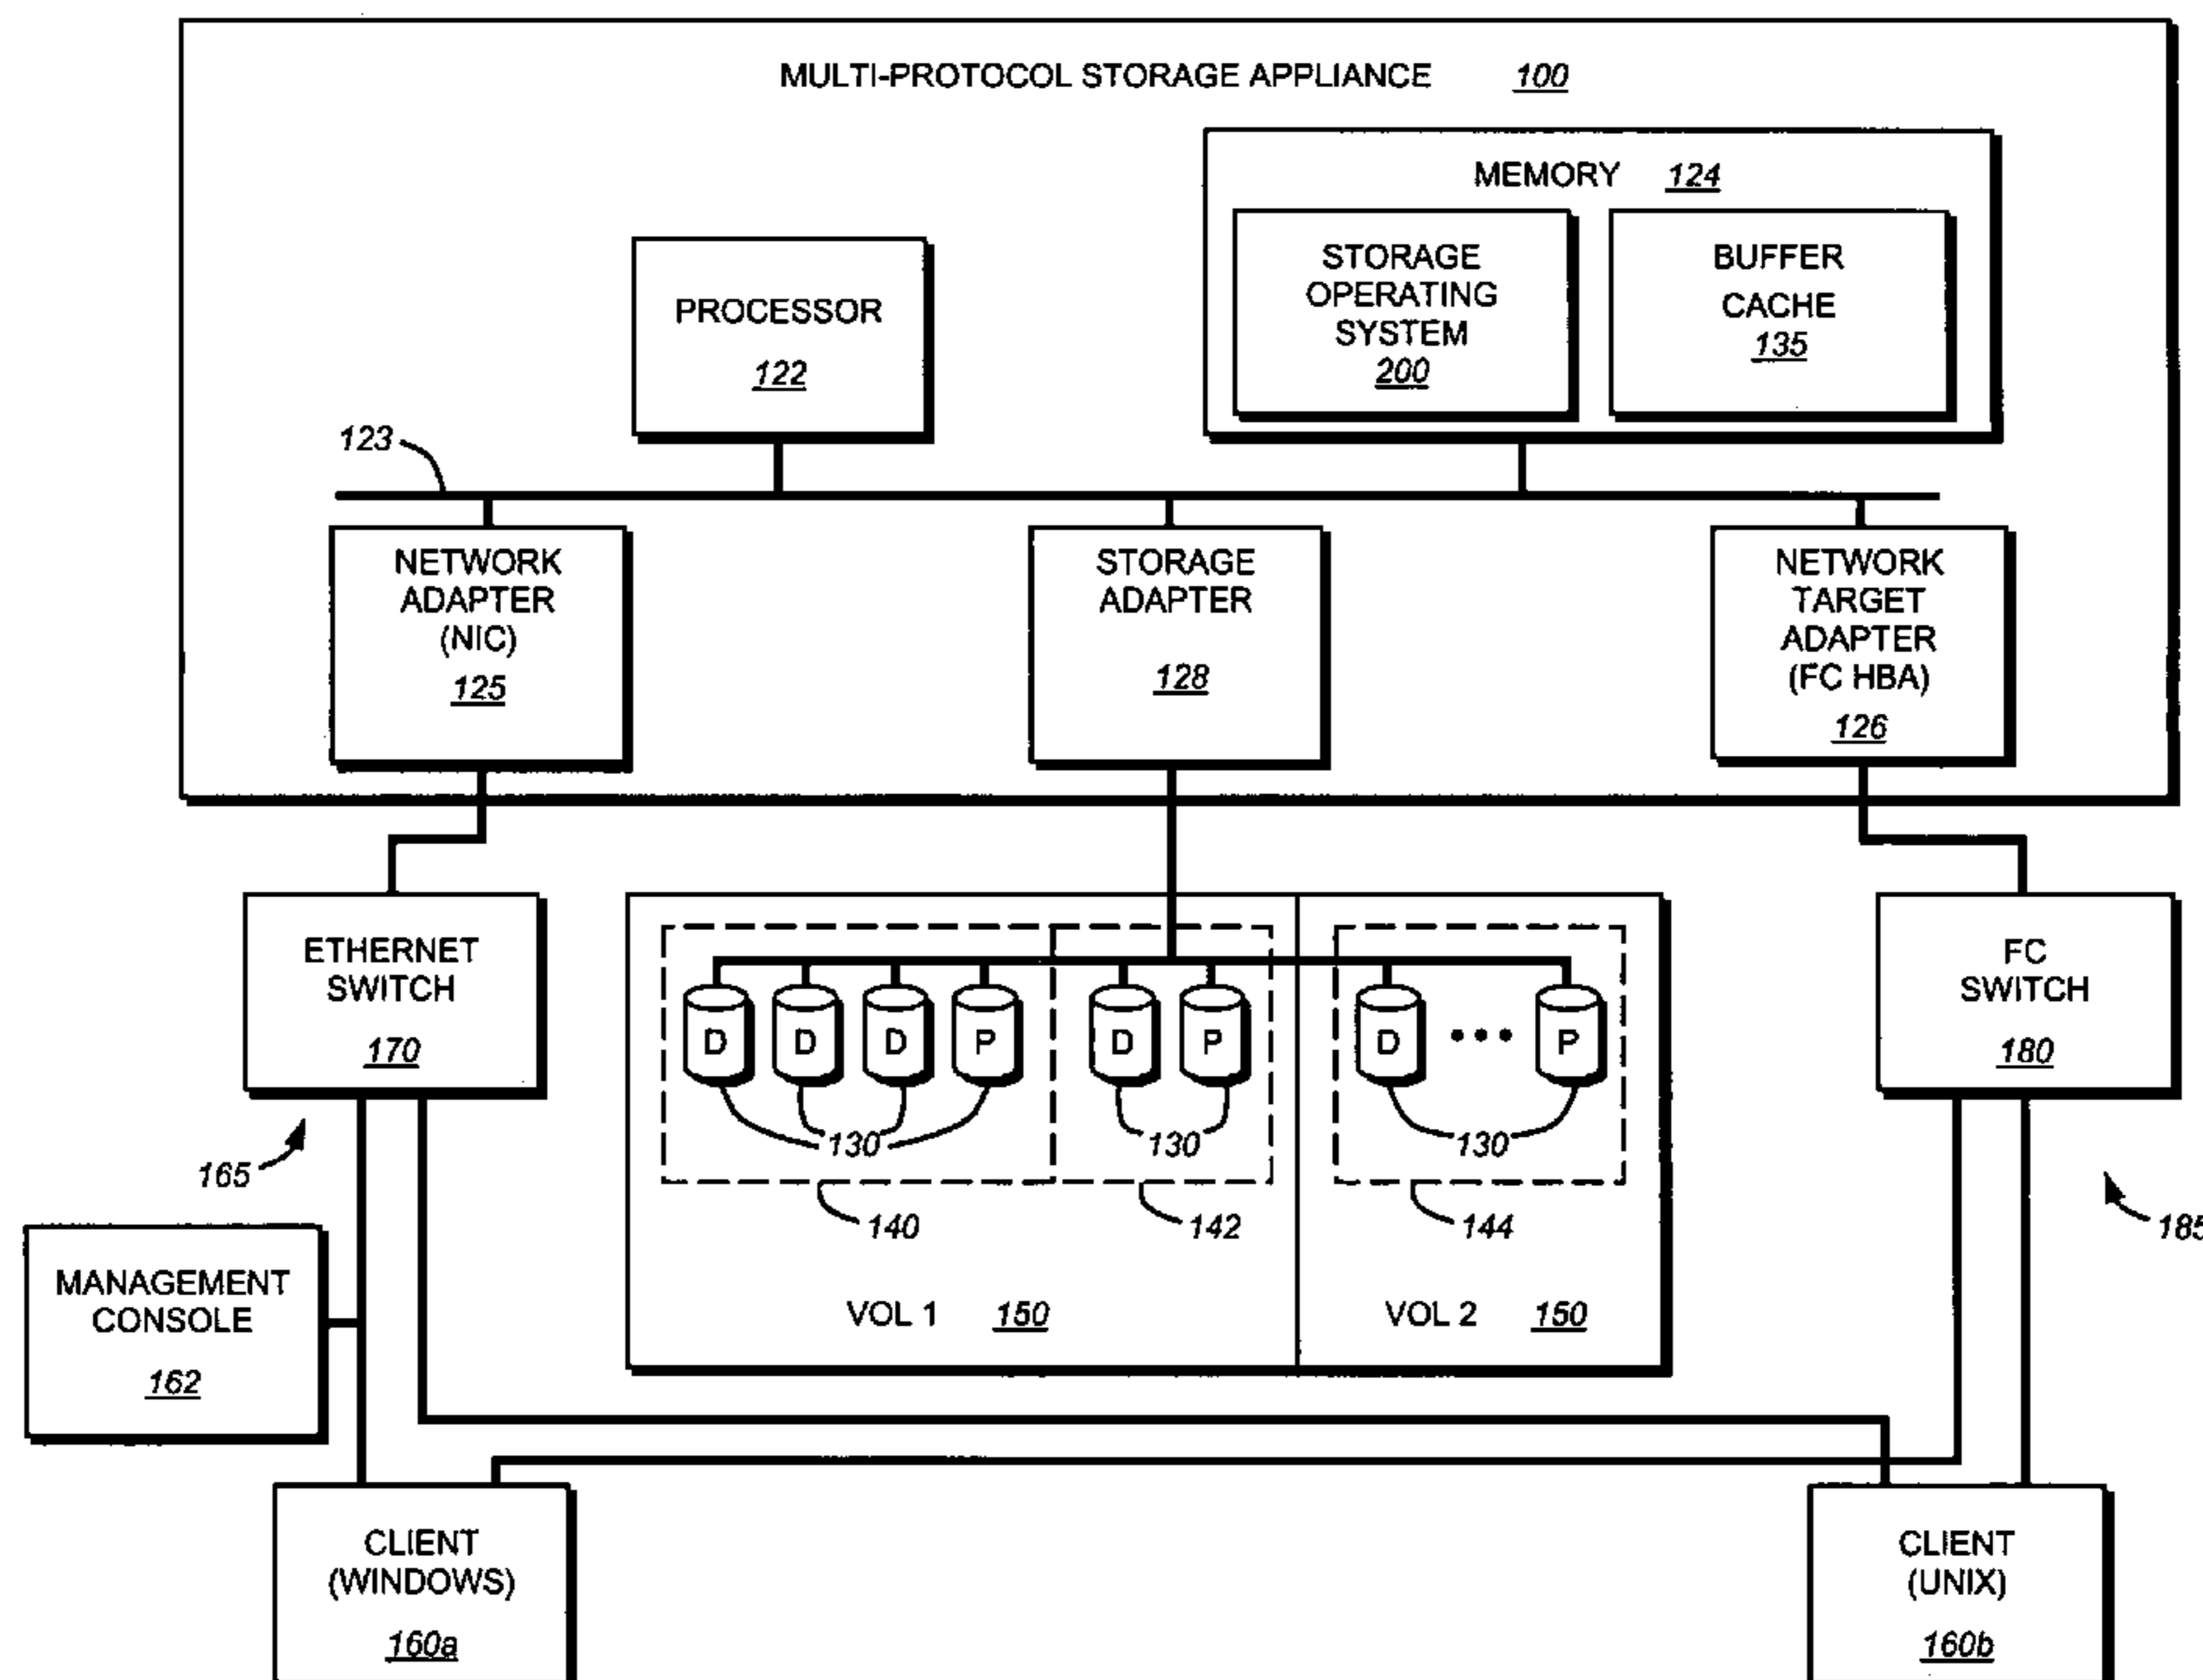 MULTI-PROTOCOL STORAGE APPLIANCE 100
MEMORY 124
PROCESSOR
122
STORAGE
OPERATING
SYSTEM
200
BUFFER
CACHE
135
123
NETWORK
ADAPTER
(NIC)
125
STORAGE
ADAPTER
128
NETWORK
TARGET
ADAPTER
(FC HBA)
126
ETHERNET
SWITCH
170
D D D P D P D ••• P
130 130 130
140 142 144
VOL 1 150 VOL 2 150
FC
SWITCH
180
165
185
MANAGEMENT
CONSOLE
162
CLIENT
(WINDOWS)
160a
CLIENT
(UNIX)
160b